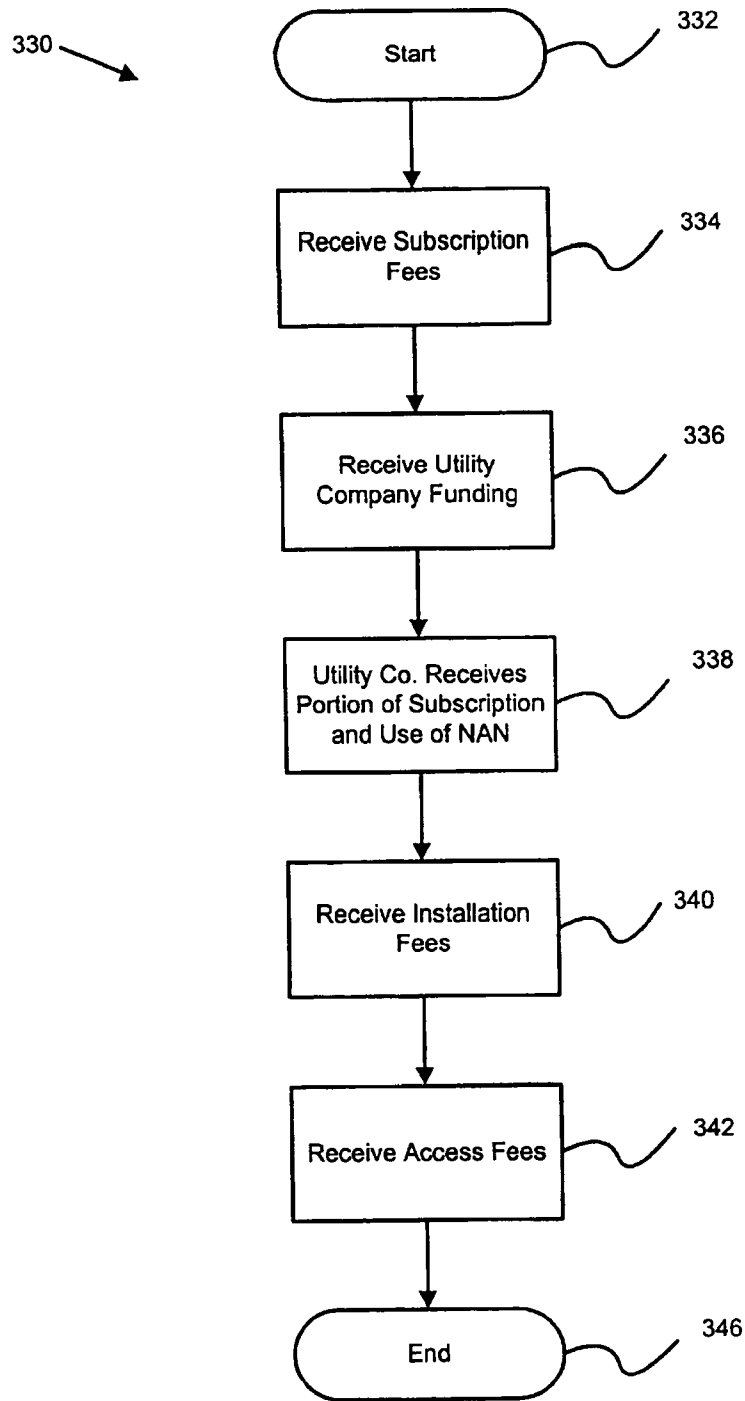 330
Start
332
Receive Subscription
Fees
334
Receive Utility
Company Funding
336
Utility Co. Receives
Portion of Subscription
and Use of NAN
338
Receive Installation
Fees
340
Receive Access Fees
342
End
346